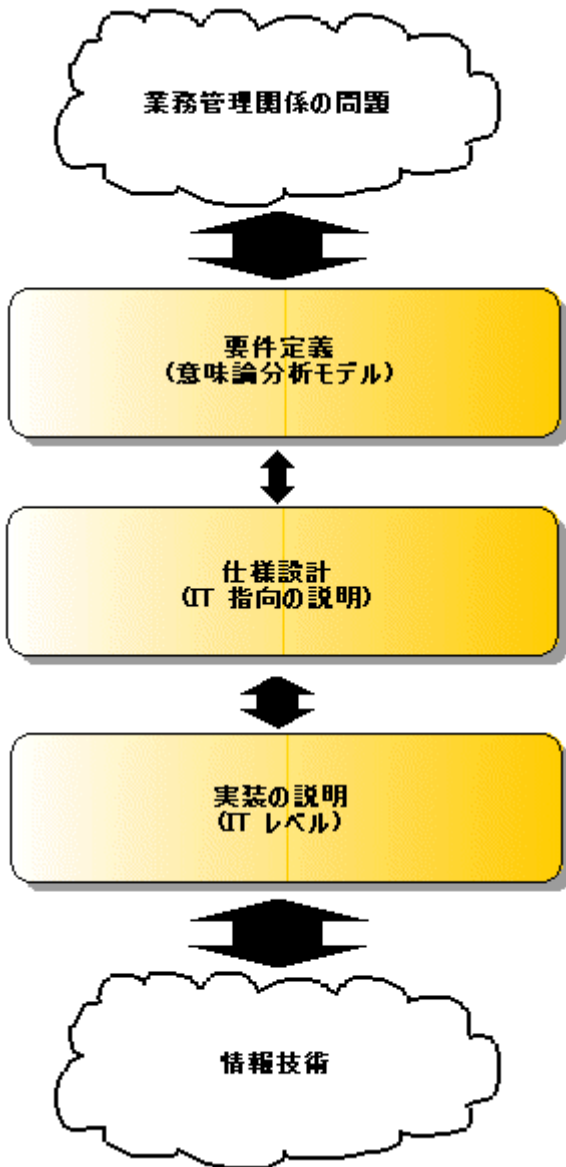 業務管理関係の問題
要件定義
(意味論分析モデル)
仕様設計
(IT 指向の説明)
実装の説明
(IT レベル)
情報技術